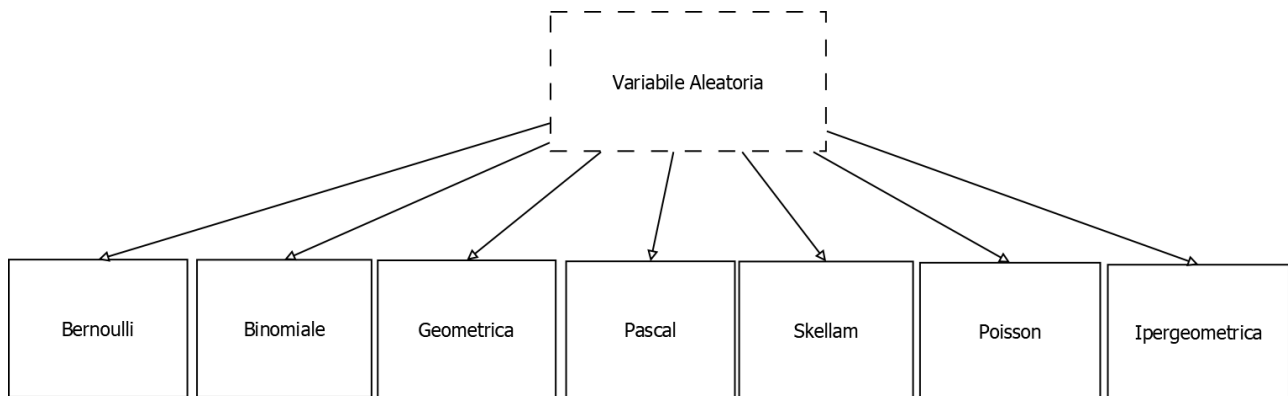 Variabile Aleatoria
Bernoulli
Binomiale
Geometrica
Pascal
Skellam
Poisson
Ipergeometrica